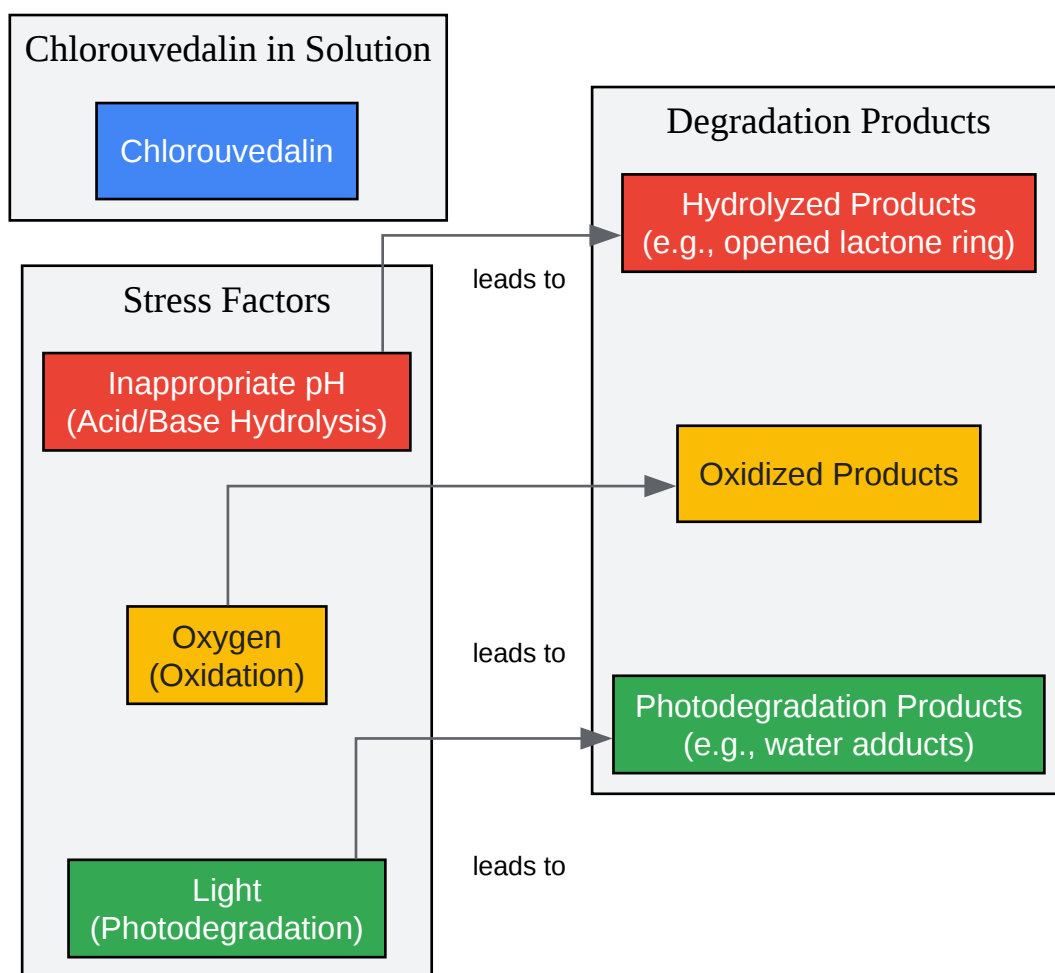 Chlorouvedalin in Solution
Chlorouvedalin
Stress Factors
Inappropriate pH
(Acid/Base Hydrolysis)
Oxygen
(Oxidation)
Light
(Photodegradation)
leads to
leads to
leads to
Degradation Products
Hydrolyzed Products
(e.g., opened lactone ring)
Oxidized Products
Photodegradation Products
(e.g., water adducts)